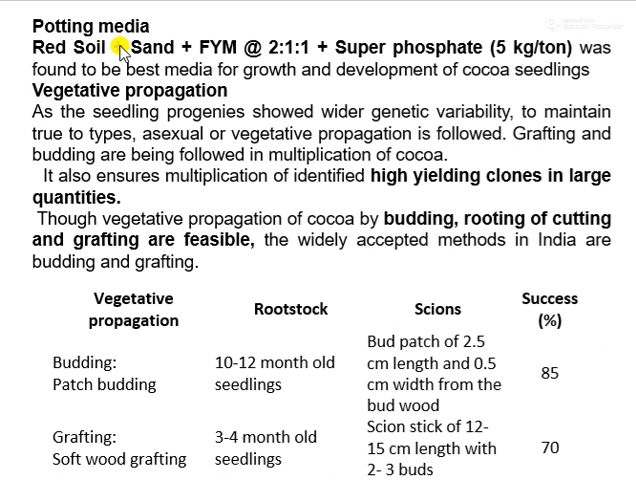 Potting media
Red Soil + Sand + FYM @ 2:1:1 + Super phosphate (5 kg/ton) was
found to be best media for growth and development of cocoa seedlings
Vegetative propagation
As the seedling progenies showed wider genetic variability, to maintain
true to types, asexual or vegetative propagation is followed. Grafting and
budding are being followed in multiplication of cocoa.
It also ensures multiplication of identified high yielding clones in large
quantities.
Though vegetative propagation of cocoa by budding, rooting of cutting
and grafting are feasible, the widely accepted methods in India are
budding and grafting.
Vegetative propagation Rootstock Scions Success (%)
Budding: Patch budding 10-12 month old seedlings Bud patch of 2.5 cm length and 0.5 cm width from the bud wood 85
Grafting: Soft wood grafting 3-4 month old seedlings Scion stick of 12-15 cm length with 2- 3 buds 70